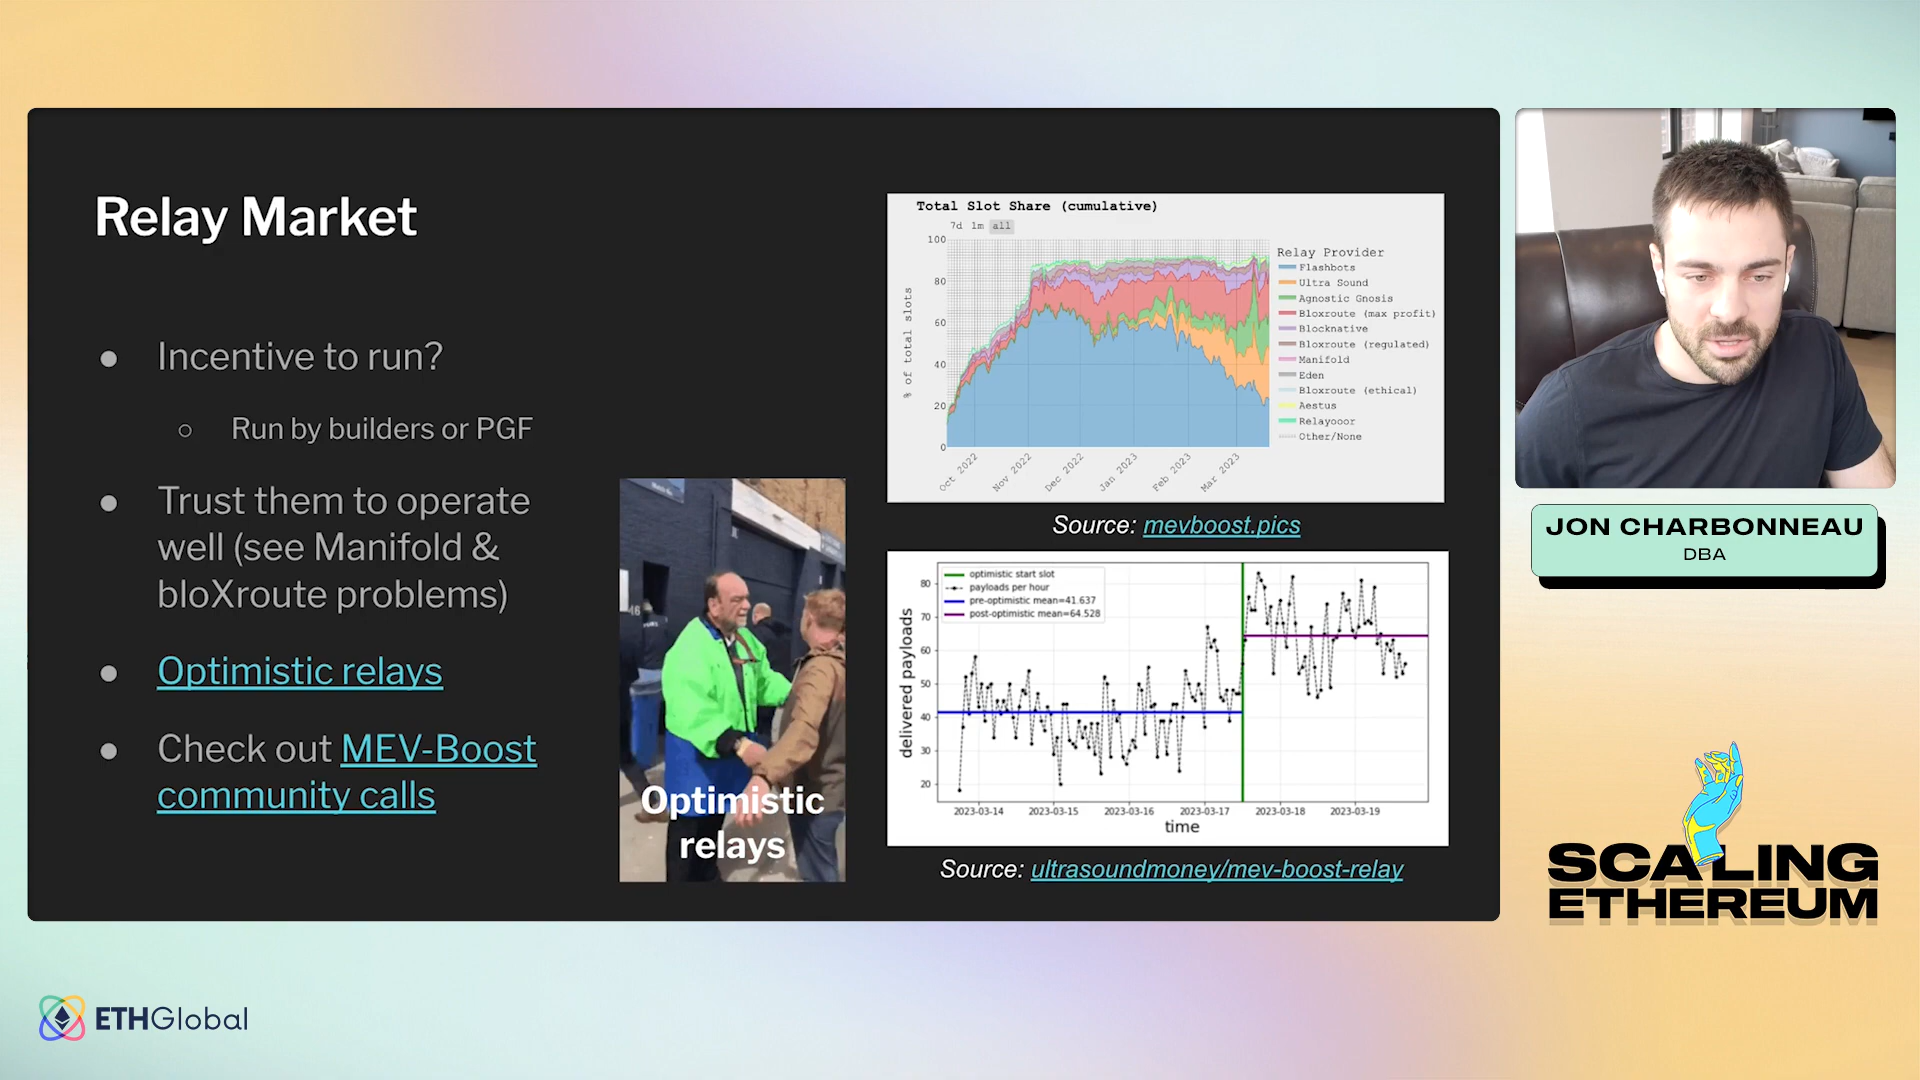 Relay Market
● Incentive to run?
○ Run by builders or PGF
● Trust them to operate
well (see Manifold &
bloXroute problems)
● Optimistic relays
● Check out MEV-Boost
community calls
46
Optimistic
relays
Total Slot Share (cumulative)
7d 1m all
% of total slots
100
80
60
40
20
0
Oct 2022
Nov 2022
Dec 2022
Jan 2023
Feb 2023
Mar 2023
Relay Provider
Flashbots
Ultra Sound
Agnostic Gnosis
Bloxroute (max profit)
Blocknative
Bloxroute (regulated)
Manifold
Eden
Bloxroute (ethical)
Aestus
Relayooor
Other/None
Source: mevboost.pics
optimistic start slot
payloads per hour
pre-optimistic mean=41.637
post-optimistic mean=64.528
delivered payloads
80
70
60
50
40
30
20
2023-03-14
2023-03-15
2023-03-16
2023-03-17
2023-03-18
2023-03-19
time
Source: ultrasoundmoney/mev-boost-relay
JON CHARBONNEAU
DBA
SCALING
ETHEREUM
ETHGlobal